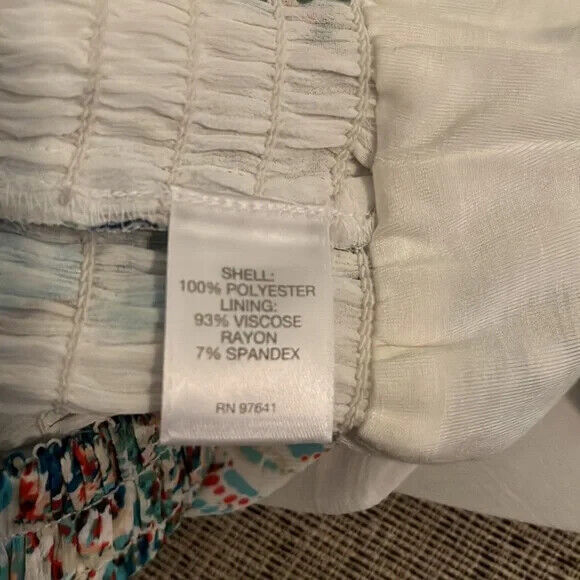 SHELL:
100% POLYESTER
LINING:
93% VISCOSE
RAYON
7% SPANDEX
RN 97641